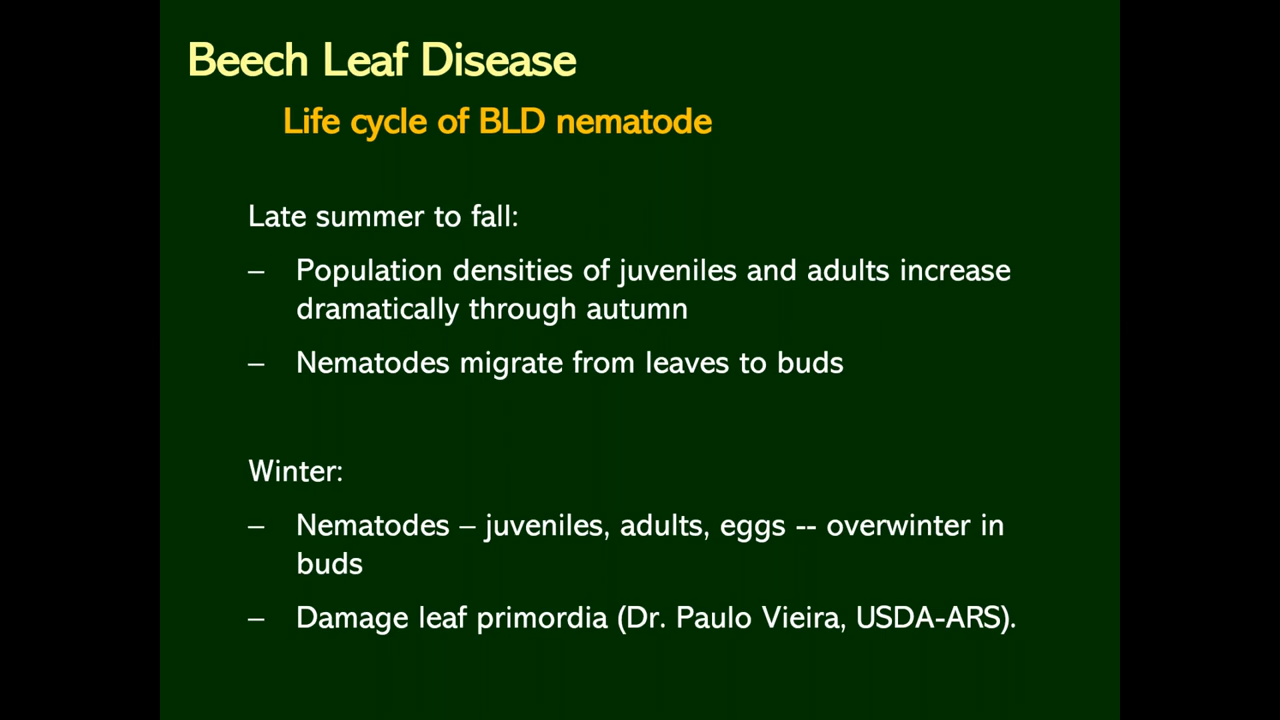 Beech Leaf Disease
Life cycle of BLD nematode
Late summer to fall:
– Population densities of juveniles and adults increase
dramatically through autumn
– Nematodes migrate from leaves to buds
Winter:
– Nematodes – juveniles, adults, eggs -- overwinter in
buds
– Damage leaf primordia (Dr. Paulo Vieira, USDA-ARS).